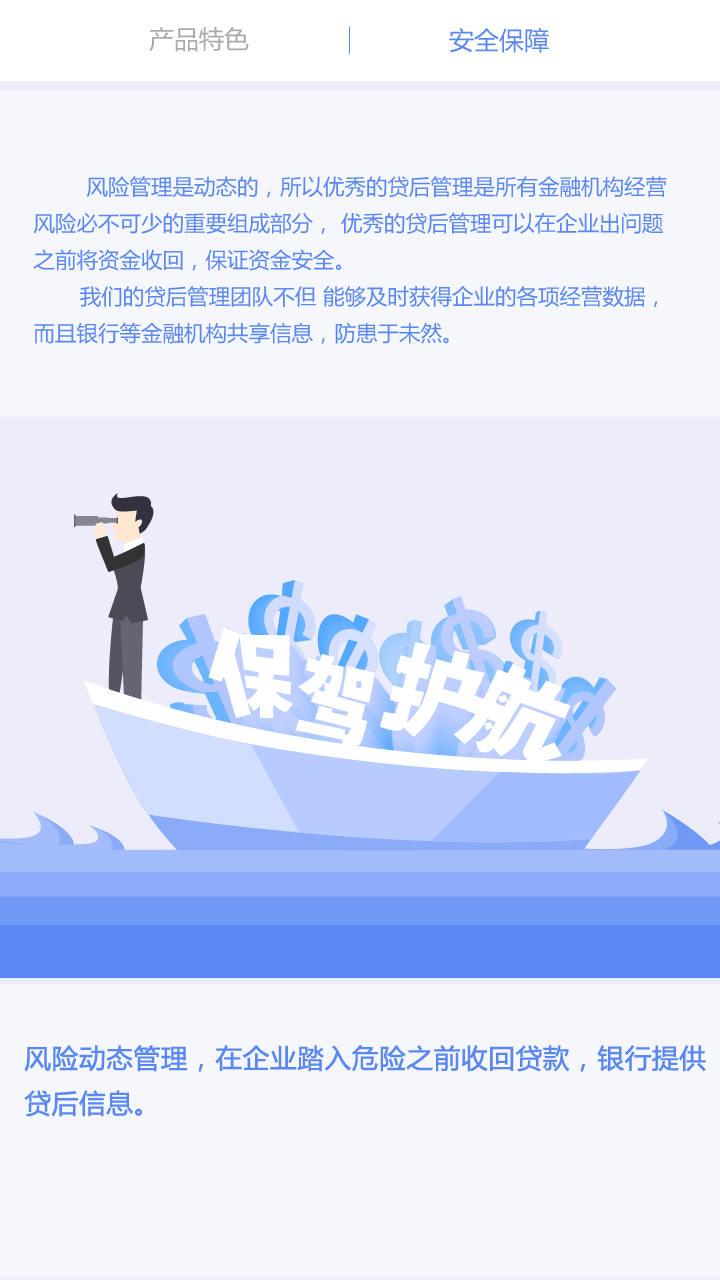 产品特色
安全保障
风险管理是动态的，所以优秀的贷后管理是所有金融机构经营
风险必不可少的重要组成部分， 优秀的贷后管理可以在企业出问题
之前将资金收回，保证资金安全。
我们的贷后管理团队不但 能够及时获得企业的各项经营数据，
而且银行等金融机构共享信息，防患于未然。
$ $ $ $ $ $ $
保驾护航
风险动态管理，在企业踏入危险之前收回贷款，银行提供
贷后信息。